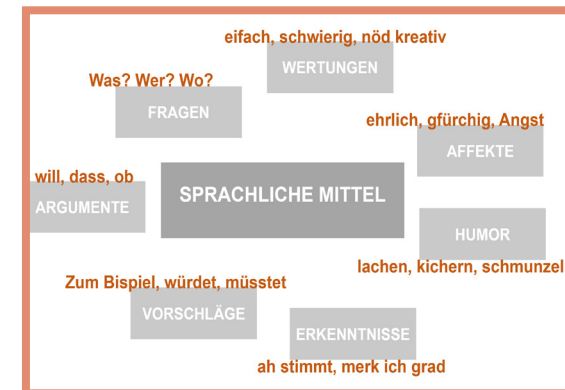 eifach, schwierig, nöd kreativ
WERTUNGEN
Was? Wer? Wo?
FRAGEN
ehrlich, gfürchig, Angst
AFFEKTE
will, dass, ob
ARGUMENTE
SPRACHLICHE MITTEL
HUMOR
lachen, kichern, schmunzel
Zum Bispiel, würdet, müsstet
VORSCHLÄGE
ERKENNTNISSE
ah stimmt, merk ich grad